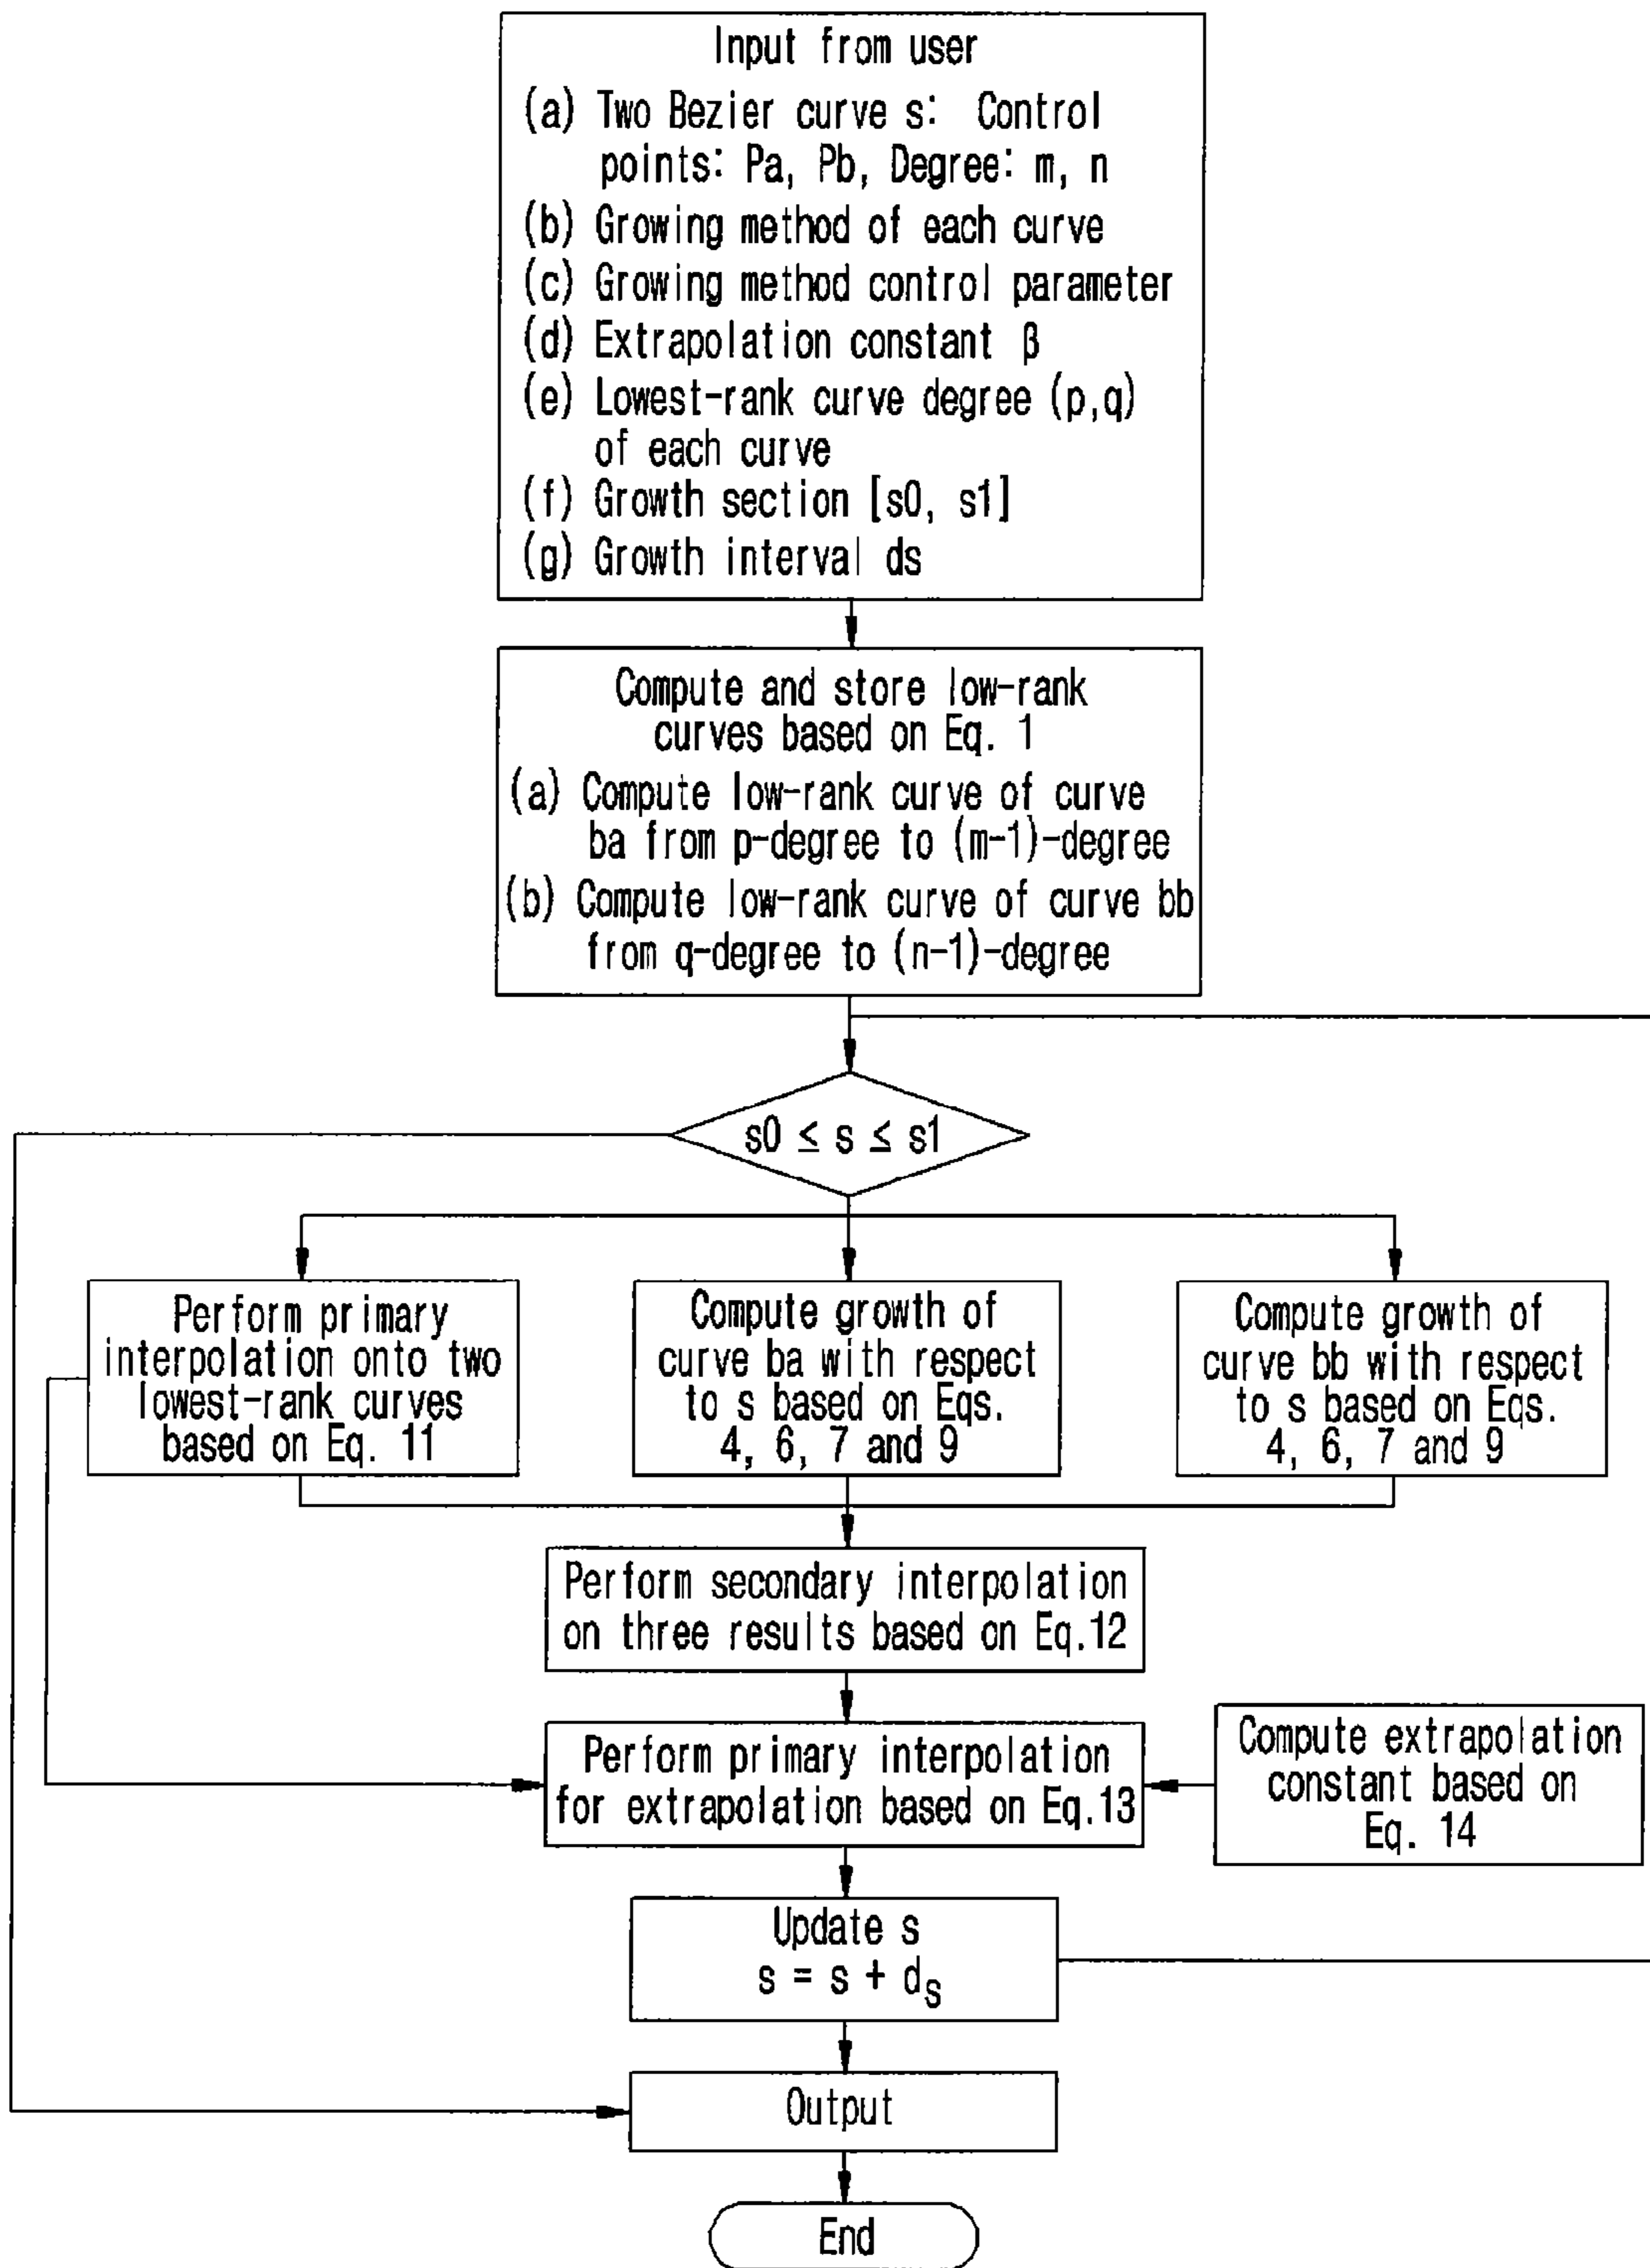 Input from user
(a) Two Bezier curve s: Control
points: Pa, Pb, Degree: m, n
(b) Growing method of each curve
(c) Growing method control parameter
(d) Extrapolation constant β
(e) Lowest-rank curve degree (p,q)
of each curve
(f) Growth section [s0, s1]
(g) Growth interval ds
Compute and store low-rank
curves based on Eq. 1
(a) Compute low-rank curve of curve
ba from p-degree to (m-1)-degree
(b) Compute low-rank curve of curve bb
from q-degree to (n-1)-degree
s0 ≤ s ≤ s1
Perform primary
interpolation onto two
lowest-rank curves
based on Eq. 11
Compute growth of
curve ba with respect
to s based on Eqs.
4, 6, 7 and 9
Compute growth of
curve bb with respect
to s based on Eqs.
4, 6, 7 and 9
Perform secondary interpolation
on three results based on Eq.12
Perform primary interpolation
for extrapolation based on Eq.13
Compute extrapolation
constant based on
Eq. 14
Update s
s = s + ds
Output
End